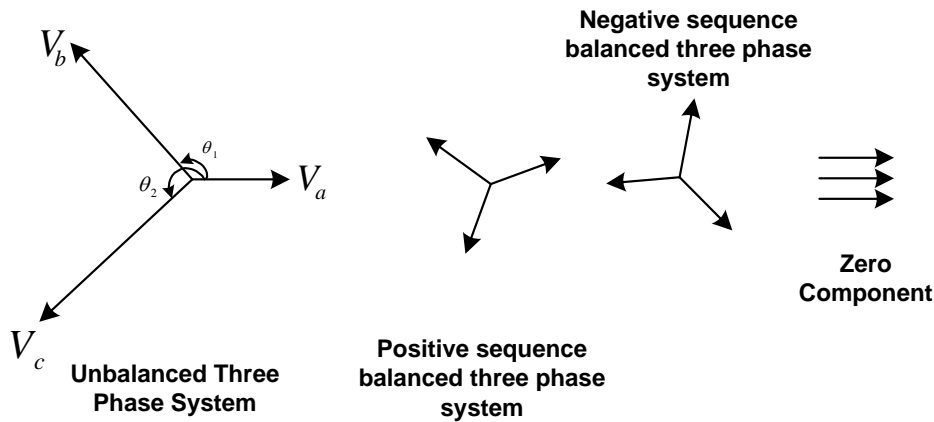 V_b
θ_1
θ_2
V_a
V_c
Unbalanced Three
Phase System
Positive sequence
balanced three phase
system
Negative sequence
balanced three phase
system
Zero
Component